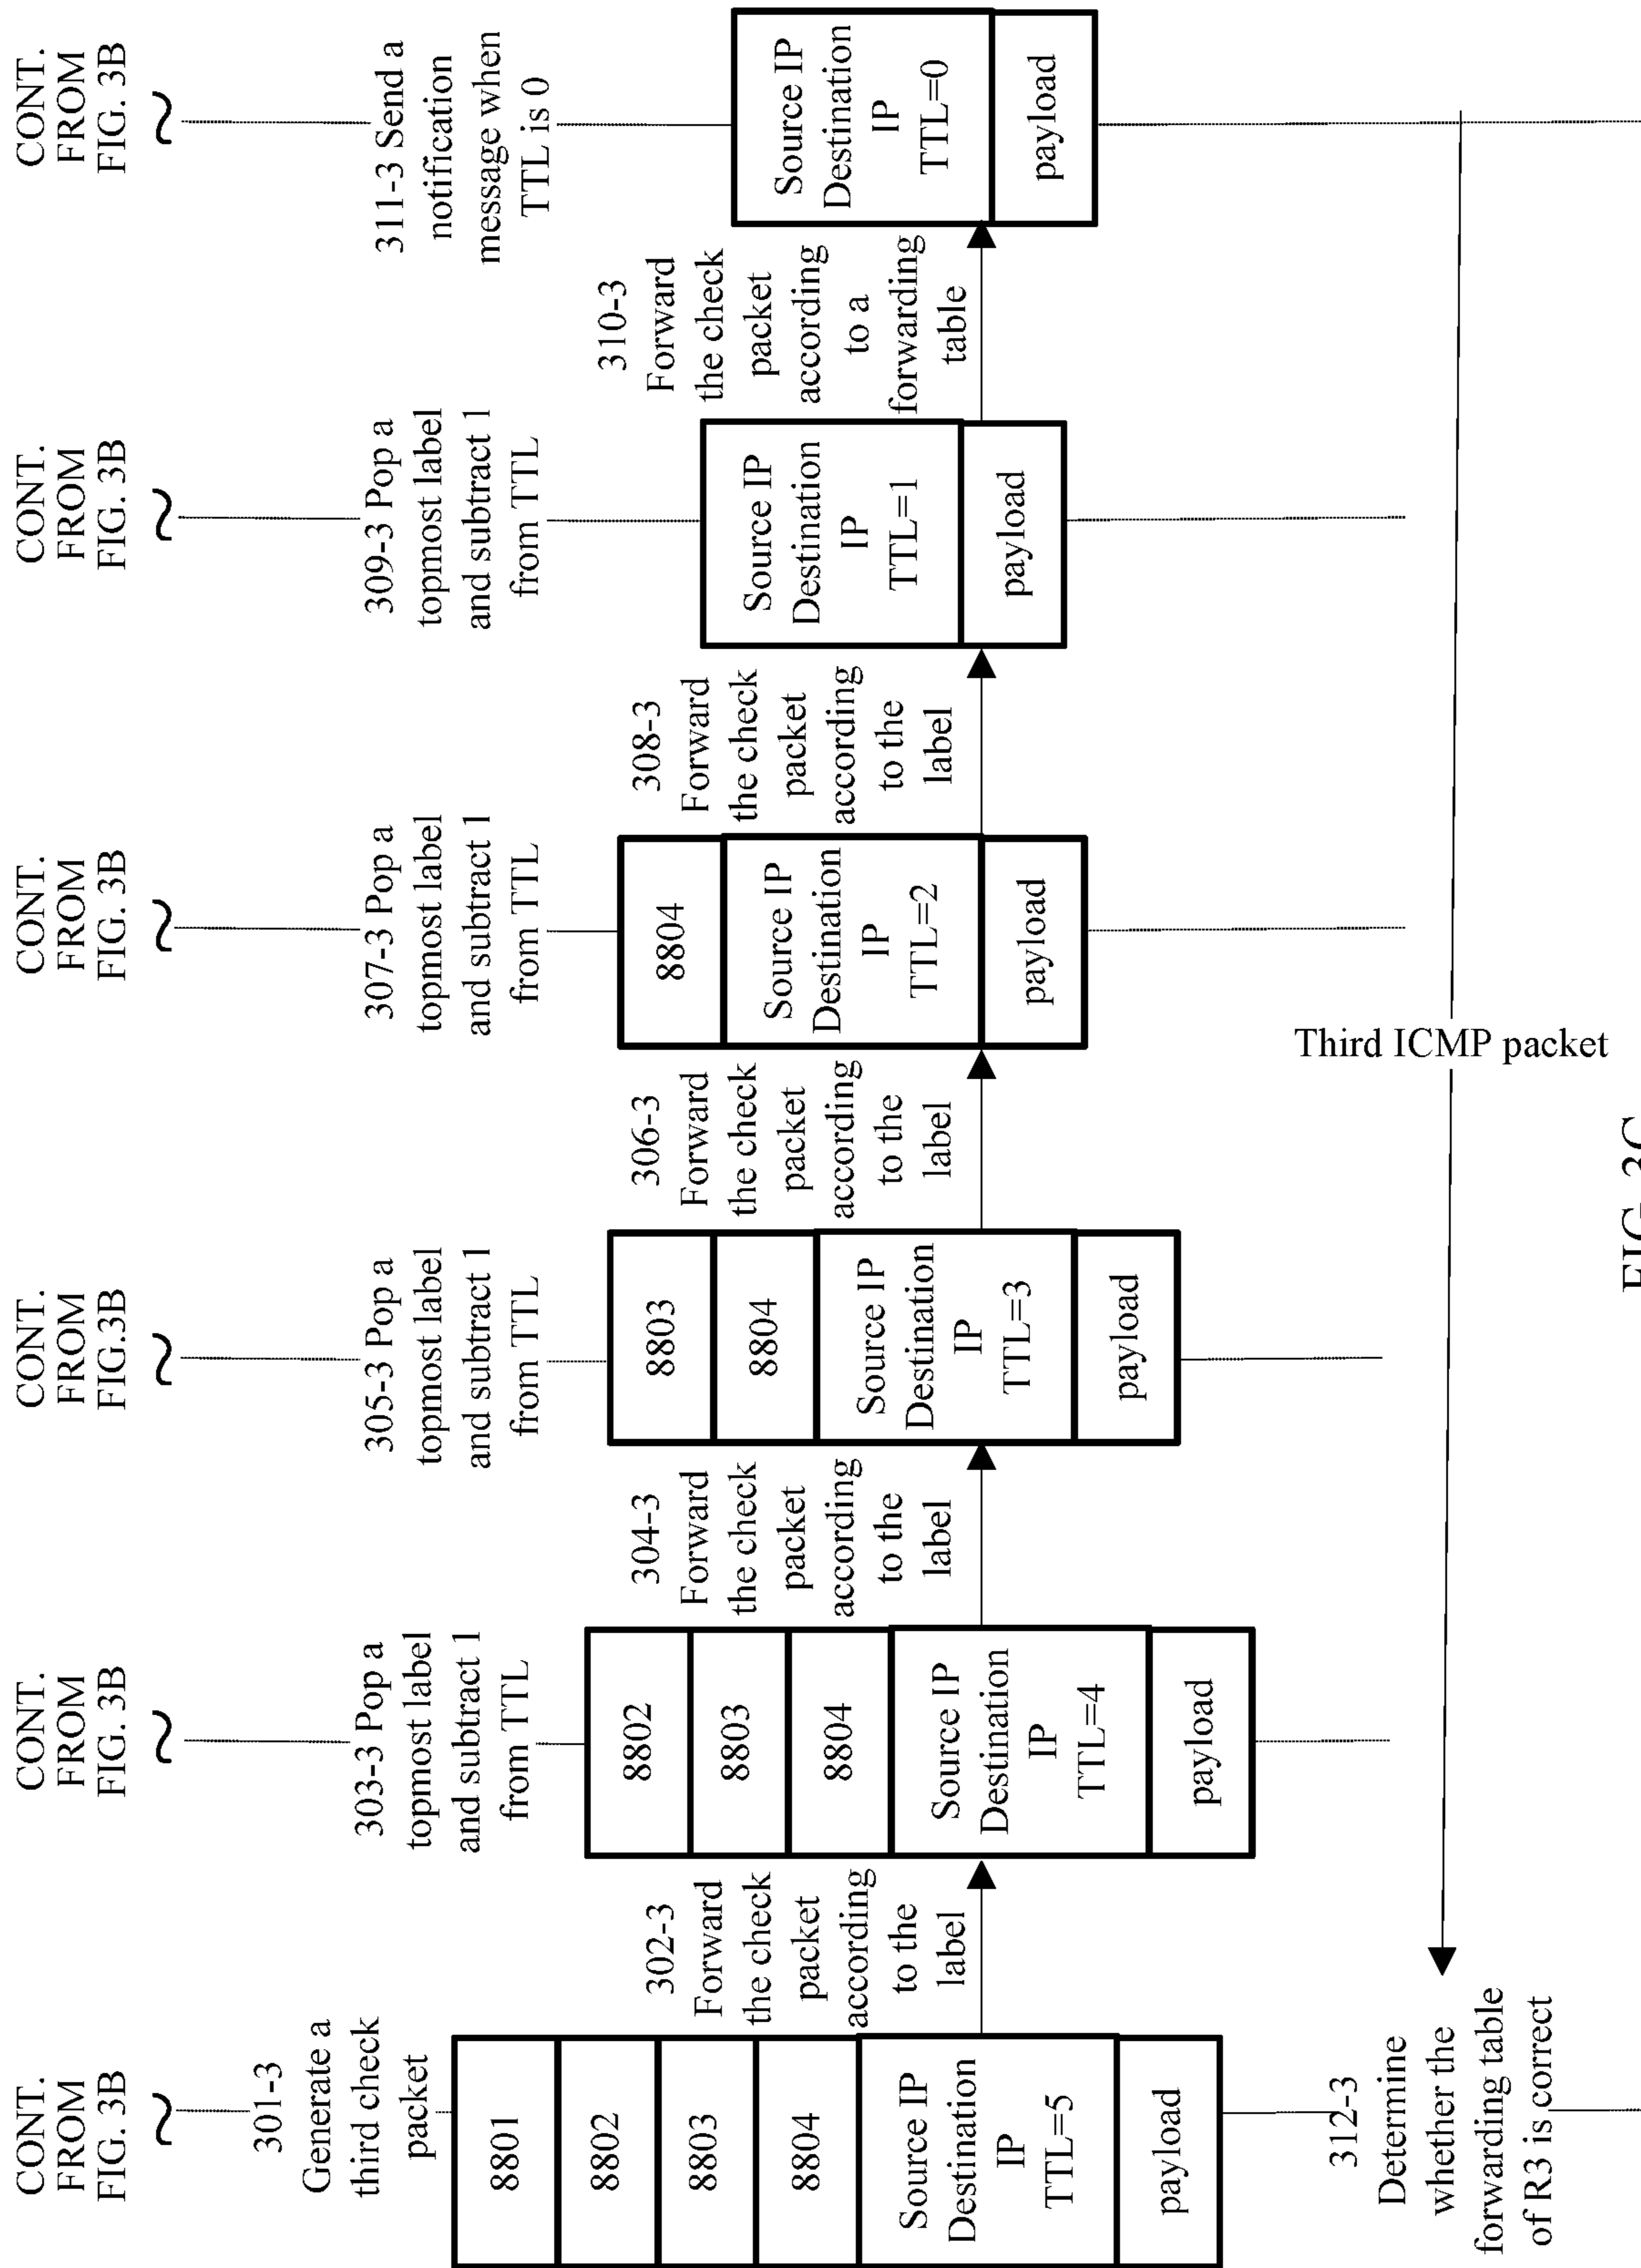 CONT.
FROM
FIG. 3B
301-3
Generate a
third check
packet
8801
8802
8803
8804
Source IP
Destination
IP
TTL=5
payload
312-3
Determine
whether the
forwarding table
of R3 is correct
302-3
Forward
the check
packet
according
to the
label
CONT.
FROM
FIG. 3B
303-3 Pop a
topmost label
and subtract 1
from TTL
8802
8803
8804
Source IP
Destination
IP
TTL=4
payload
304-3
Forward
the check
packet
according
to the
label
CONT.
FROM
FIG.3B
305-3 Pop a
topmost label
and subtract 1
from TTL
8803
8804
Source IP
Destination
IP
TTL=3
payload
306-3
Forward
the check
packet
according
to the
label
CONT.
FROM
FIG. 3B
307-3 Pop a
topmost label
and subtract 1
from TTL
8804
Source IP
Destination
IP
TTL=2
payload
308-3
Forward
the check
packet
according
to the
label
CONT.
FROM
FIG. 3B
309-3 Pop a
topmost label
and subtract 1
from TTL
Source IP
Destination
IP
TTL=1
payload
310-3
Forward
the check
packet
according
to a
forwarding
table
CONT.
FROM
FIG. 3B
311-3 Send a
notification
message when
TTL is 0
Source IP
Destination
IP
TTL=0
payload
Third ICMP packet
FIG. 3C